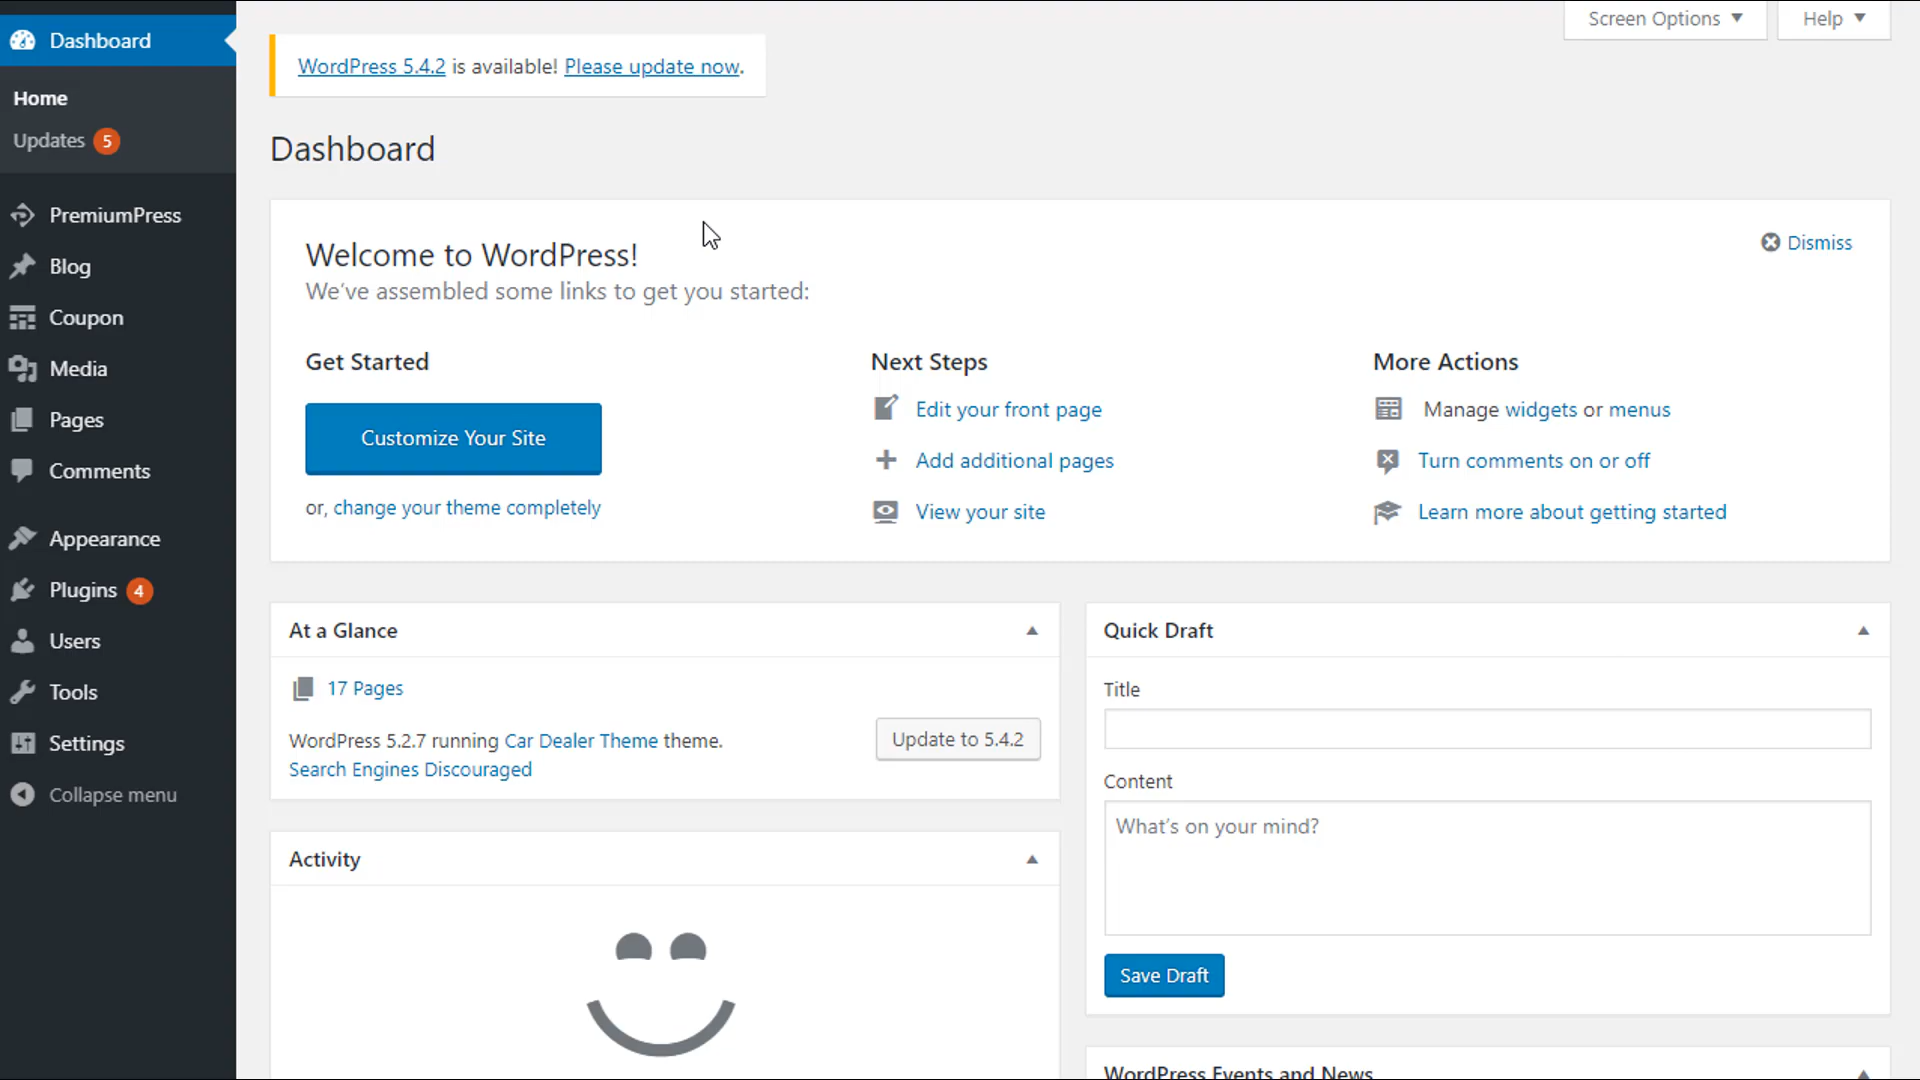 Dashboard
Home
Updates 5
PremiumPress
Blog
Coupon
Media
Pages
Comments
Appearance
Plugins 4
Users
Tools
Settings
Collapse menu
Screen Options
Help
WordPress 5.4.2 is available! Please update now.
Dashboard
Welcome to WordPress!
We've assembled some links to get you started:
Dismiss
Get Started
Customize Your Site
or, change your theme completely
Next Steps
Edit your front page
Add additional pages
View your site
More Actions
Manage widgets or menus
Turn comments on or off
Learn more about getting started
At a Glance
17 Pages
WordPress 5.2.7 running Car Dealer Theme theme.
Update to 5.4.2
Search Engines Discouraged
Activity
Quick Draft
Title
Content
What's on your mind?
Save Draft
WordPress Events and News